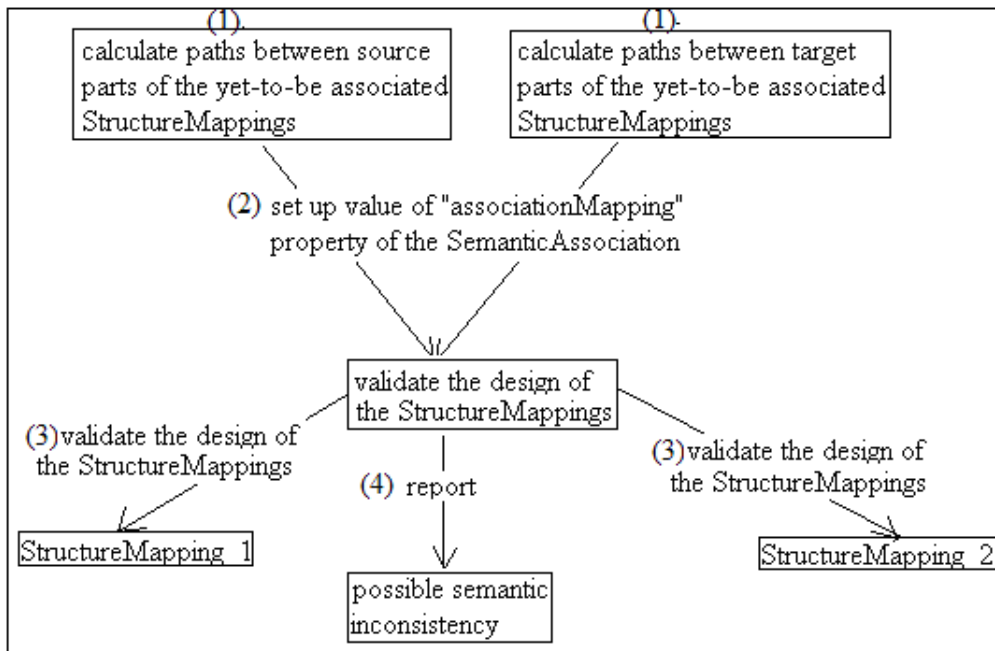 (1).
calculate paths between source
parts of the yet-to-be associated
StructureMappings
(1).
calculate paths between target
parts of the yet-to-be associated
StructureMappings
(2) set up value of "associationMapping"
property of the SemanticAssociation
validate the design of
the StructureMappings
(3) validate the design of
the StructureMappings
(4) report
(3) validate the design of
the StructureMappings
StructureMapping_1
StructureMapping_2
possible semantic
inconsistency